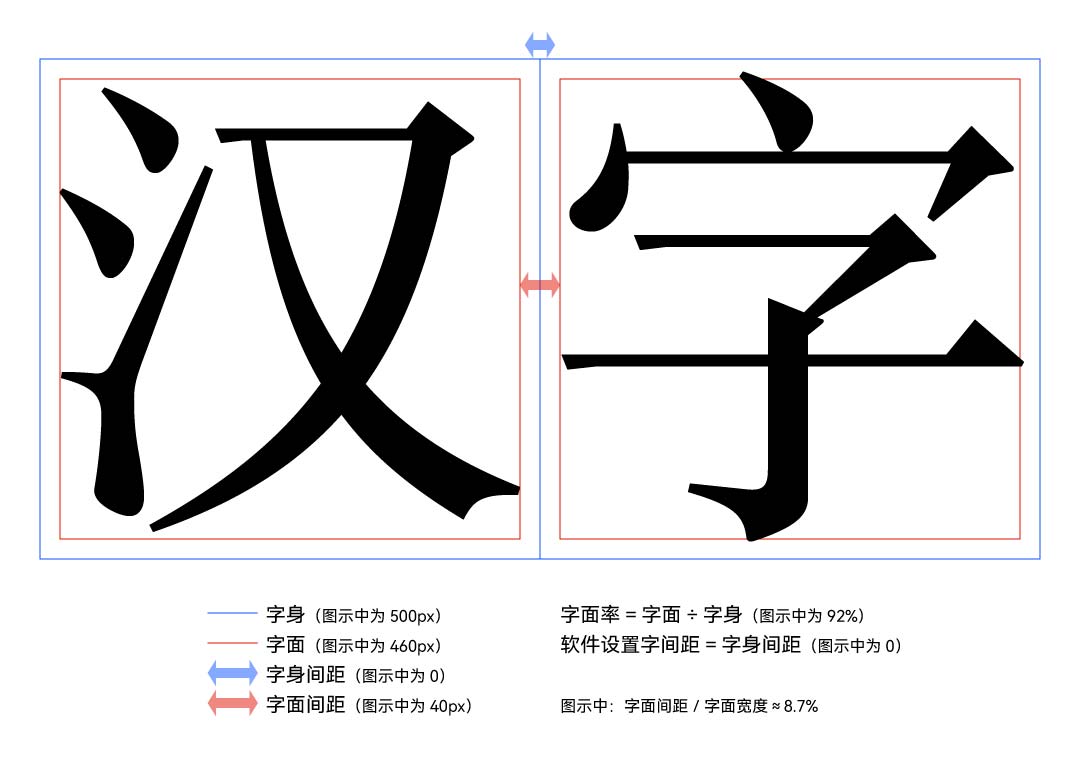 汉字
字身（图示中为 500px）
字面（图示中为 460px）
字身间距（图示中为 0）
字面间距（图示中为 40px）
字面率 = 字面 ÷ 字身（图示中为 92%）
软件设置字间距 = 字身间距（图示中为 0）
图示中：字面间距 / 字面宽度 ≈ 8.7%